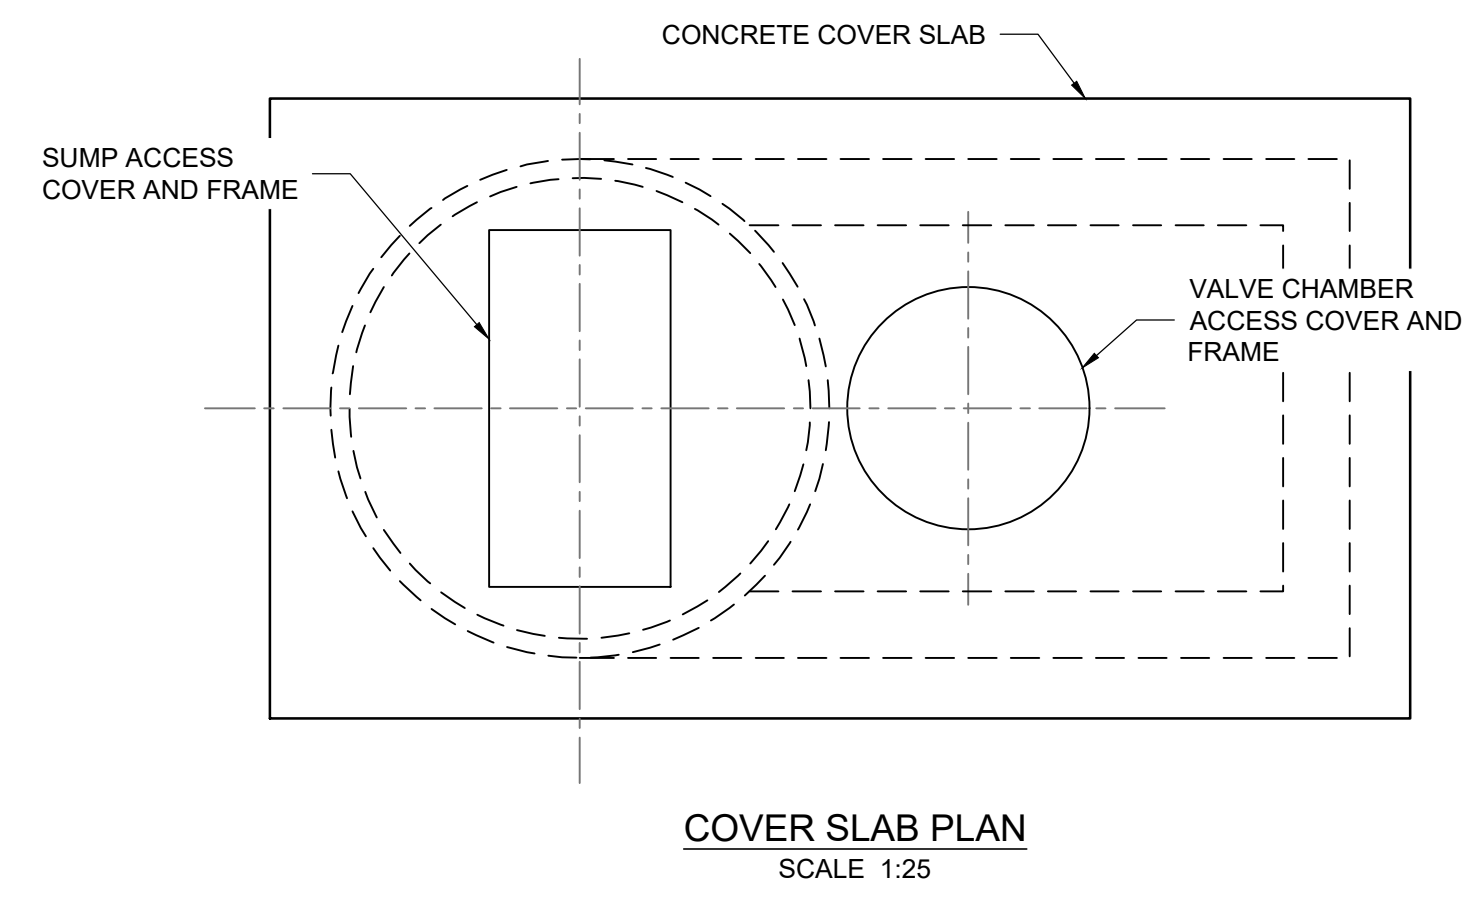 CONCRETE COVER SLAB
SUMP ACCESS
COVER AND FRAME
VALVE CHAMBER
ACCESS COVER AND
FRAME
COVER SLAB PLAN
SCALE 1:25